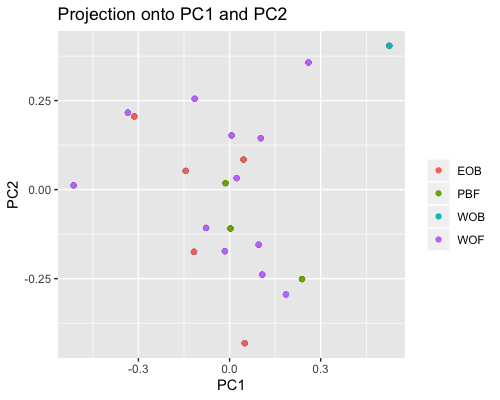 Projection onto PC1 and PC2
PC2
0.25
0.00
-0.25
-0.3
0.0
0.3
PC1
EOB
PBF
WOB
WOF